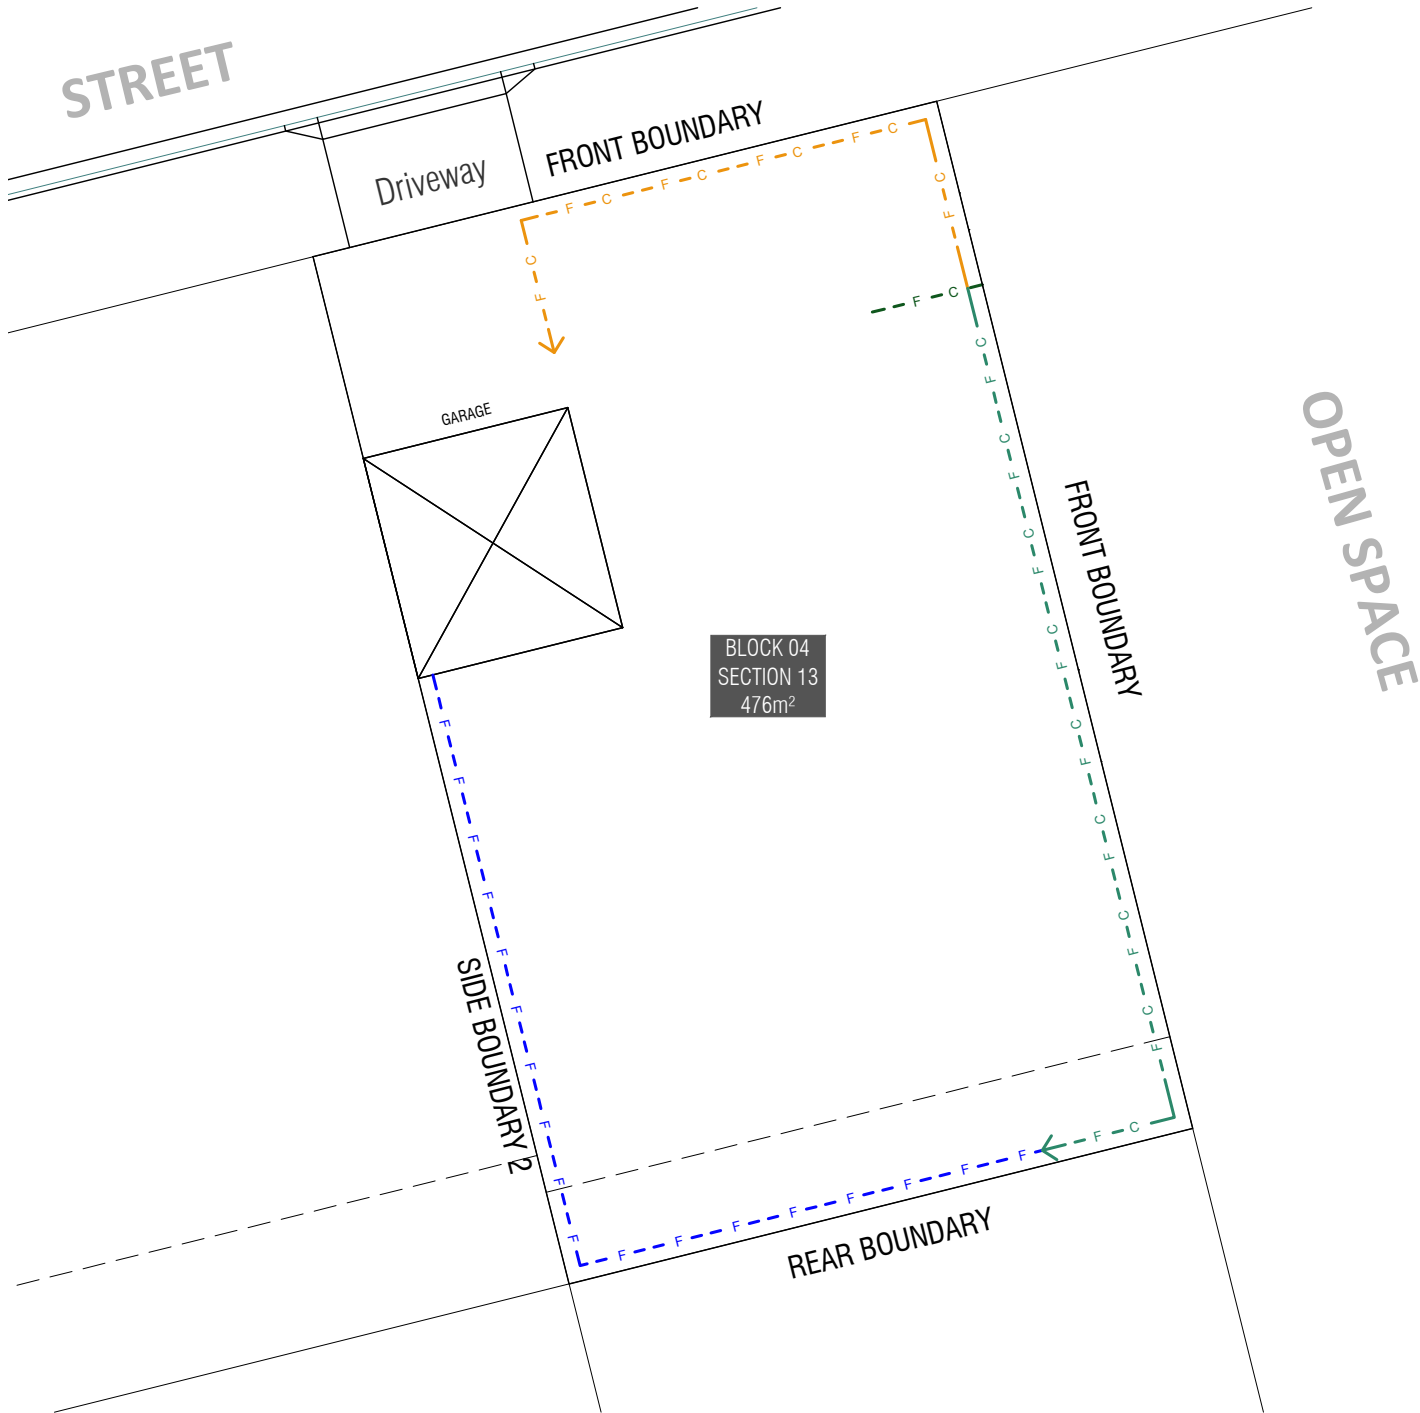 STREET
Driveway
FRONT BOUNDARY
F C F C F C F C
C F
C F
F C
GARAGE
OPEN SPACE
FRONT BOUNDARY
C F C F C F C F C F C F C F C F
BLOCK 04
SECTION 13
476m²
F F F F F F F F F F
SIDE BOUNDARY 2
F F F F F F F F
F C
REAR BOUNDARY